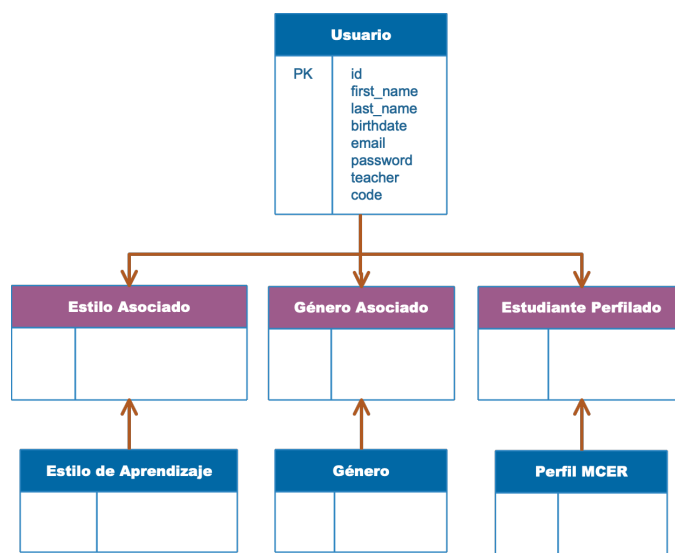 Usuario
PK
id
first_name
last_name
birthdate
email
password
teacher
code
Estilo Asociado
Género Asociado
Estudiante Perfilado
Estilo de Aprendizaje
Género
Perfil MCER